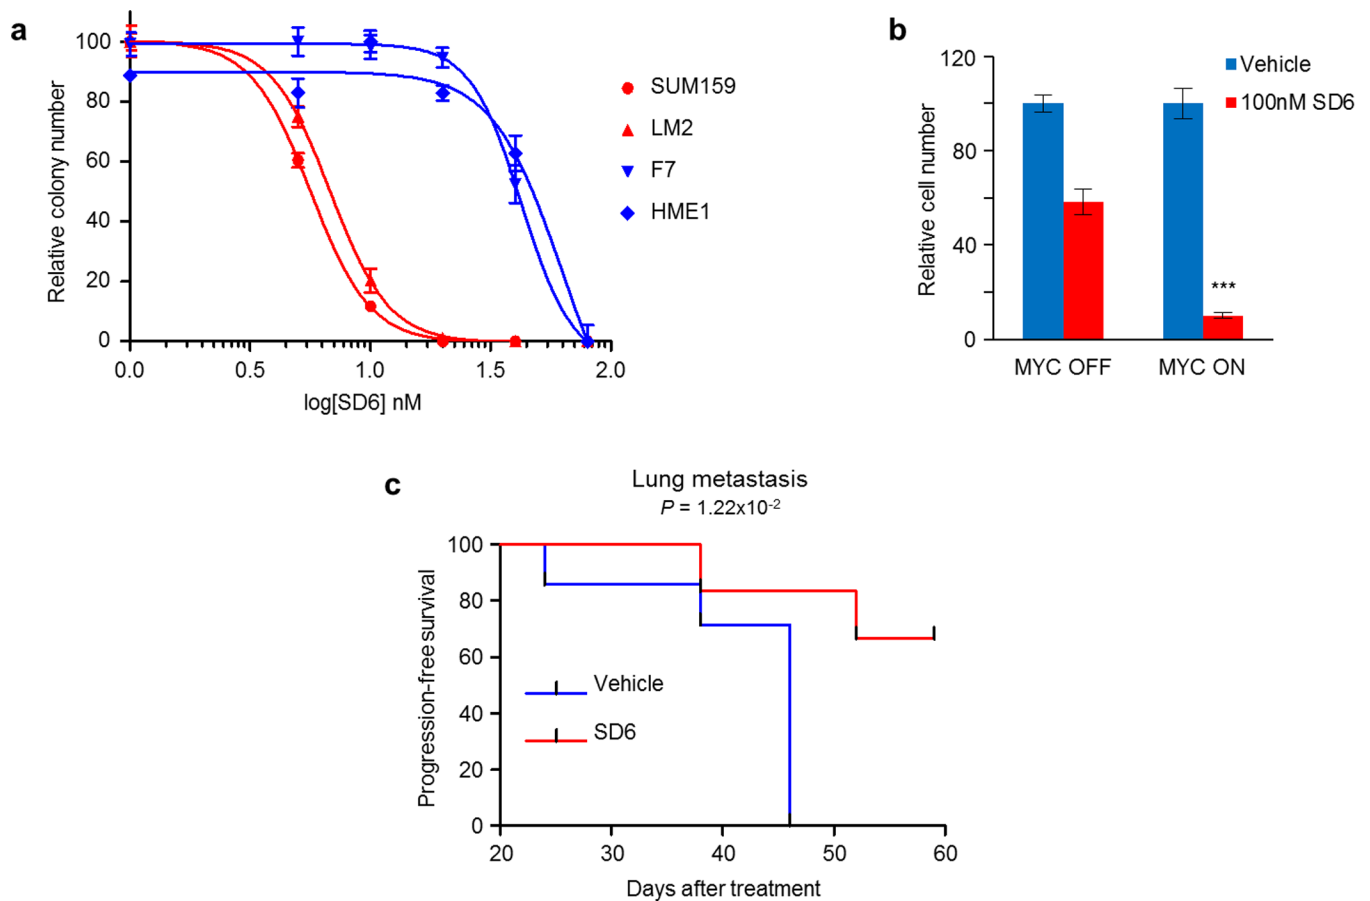 a
Relative colony number
100
80
60
40
20
0
0.0 0.5 1.0 1.5 2.0
log[SD6] nM
SUM159
LM2
F7
HME1
b
Relative cell number
120
80
40
0
Vehicle
100nM SD6
***
MYC OFF MYC ON
c
Lung metastasis
P = 1.22x10-2
Progression-free survival
100
80
60
40
20
0
Vehicle
SD6
20 30 40 50 60
Days after treatment